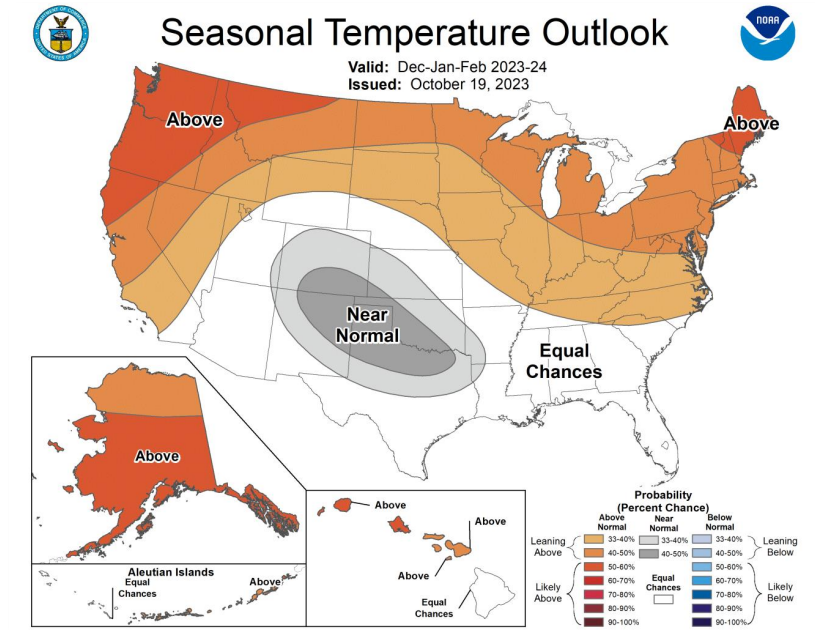 Seasonal Temperature Outlook
NOAA
Valid: Dec-Jan-Feb 2023-24
Issued: October 19, 2023
Above
Above
Near
Normal
Equal
Chances
Above
Above
Above
Above
Equal
Chances
Aleutian Islands
Equal
Chances
Above
Probability
(Percent Chance)
Above
Normal
Near
Normal
Below
Normal
Leaning
Above
33-40%
40-50%
33-40%
40-50%
33-40%
40-50%
Leaning
Below
Likely
Above
50-60%
60-70%
70-80%
80-90%
90-100%
Equal
Chances
50-60%
60-70%
70-80%
80-90%
90-100%
Likely
Below